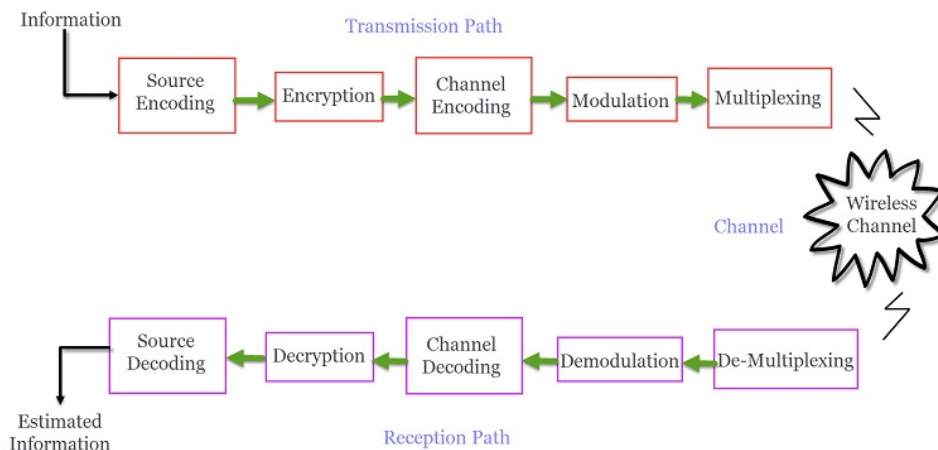 Information
Transmission Path
Source
Encoding
Encryption
Channel
Encoding
Modulation
Multiplexing
Wireless
Channel
Channel
Source
Decoding
Decryption
Channel
Decoding
Demodulation
De-Multiplexing
Estimated
Information
Reception Path